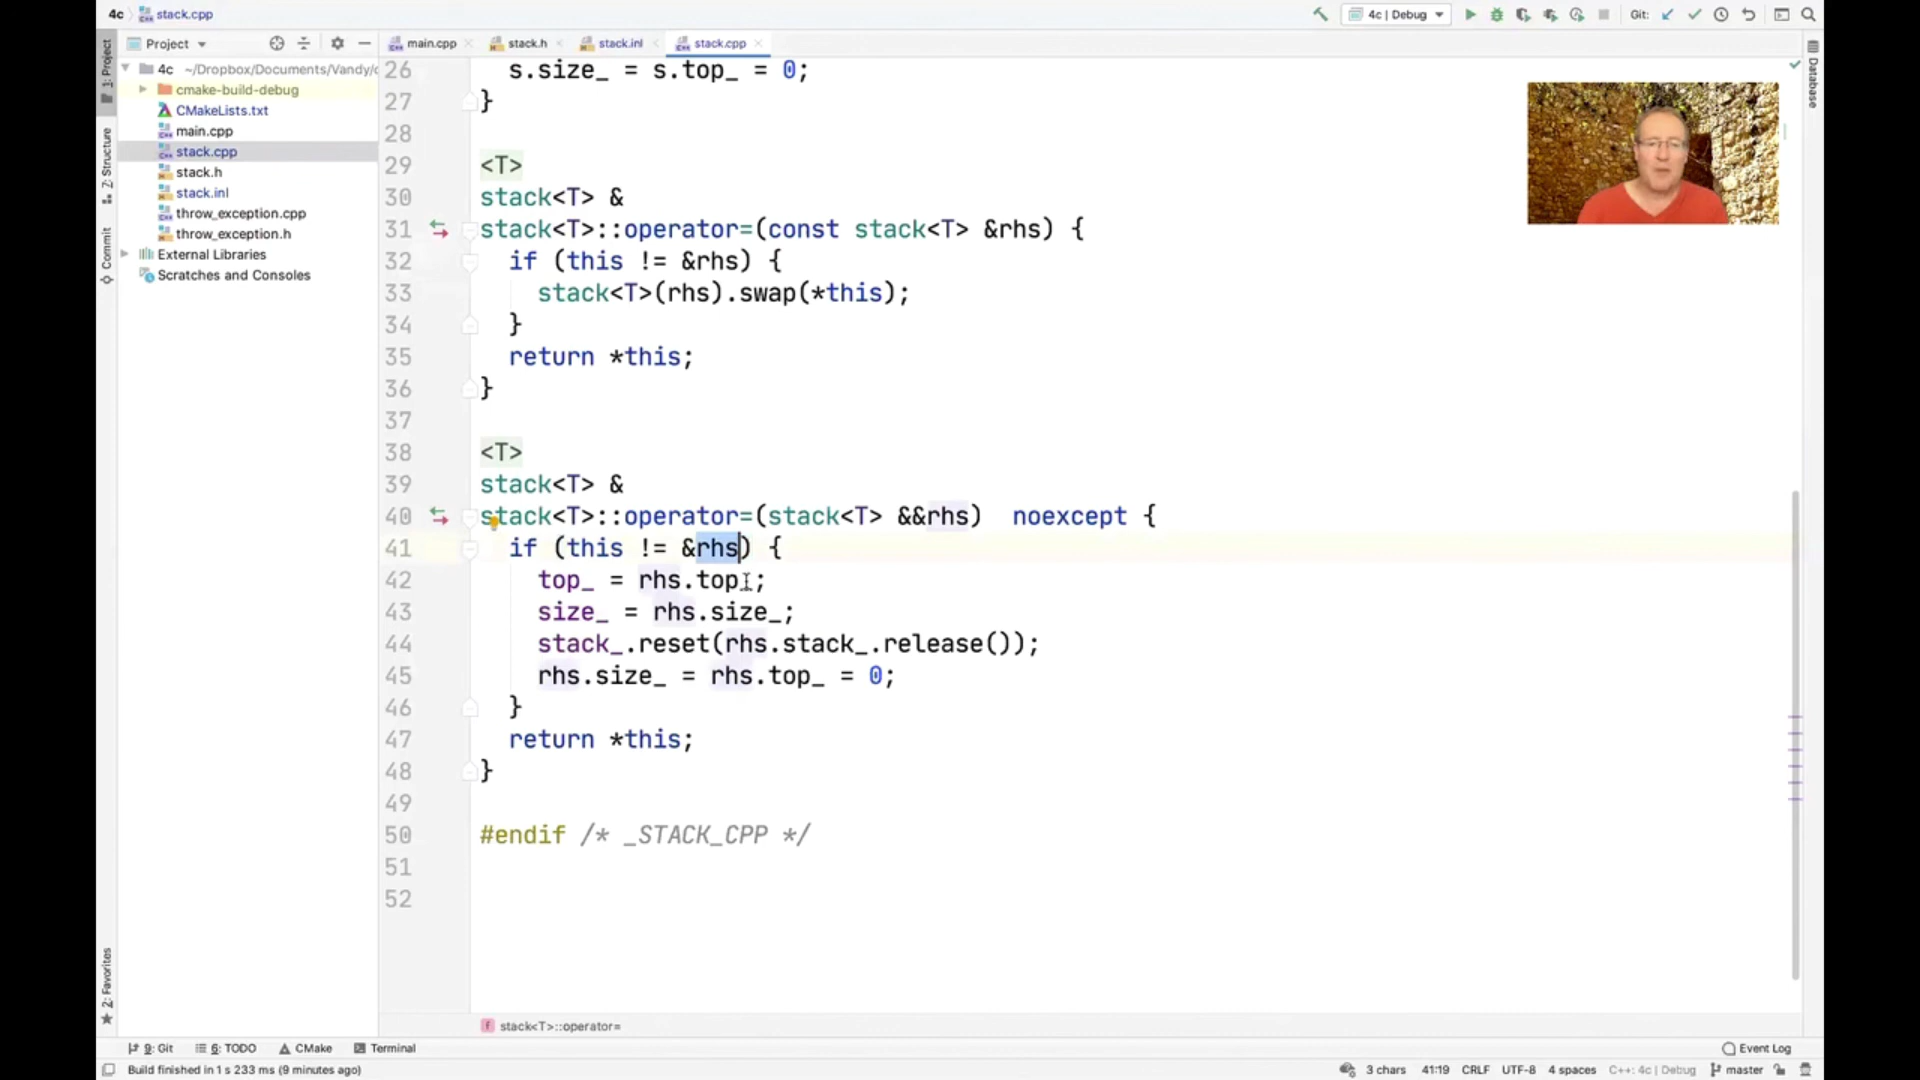 4c
stack.cpp
4c | Debug
Git:
1: Project
Project
main.cpp
stack.h
stack.inl
stack.cpp
Database
4c ~/Dropbox/Documents/Vandy/c
cmake-build-debug
CMakeLists.txt
main.cpp
stack.cpp
stack.h
stack.inl
throw_exception.cpp
throw_exception.h
External Libraries
Scratches and Consoles
Z: Structure
Commit
2: Favorites
26 s.size_ = s.top_ = 0;
27 }
28
29 <T>
30 stack<T> &
31 stack<T>::operator=(const stack<T> &rhs) {
32 if (this != &rhs) {
33 stack<T>(rhs).swap(*this);
34 }
35 return *this;
36 }
37
38 <T>
39 stack<T> &
40 stack<T>::operator=(stack<T> &&rhs) noexcept {
41 if (this != &rhs) {
42 top_ = rhs.top_;
43 size_ = rhs.size_;
44 stack_.reset(rhs.stack_.release());
45 rhs.size_ = rhs.top_ = 0;
46 }
47 return *this;
48 }
49
50 #endif /* _STACK_CPP */
51
52
f stack<T>::operator=
9: Git
6: TODO
CMake
Terminal
Event Log
Build finished in 1 s 233 ms (9 minutes ago)
3 chars
41:19
CRLF
UTF-8
4 spaces
C++: 4c | Debug
master